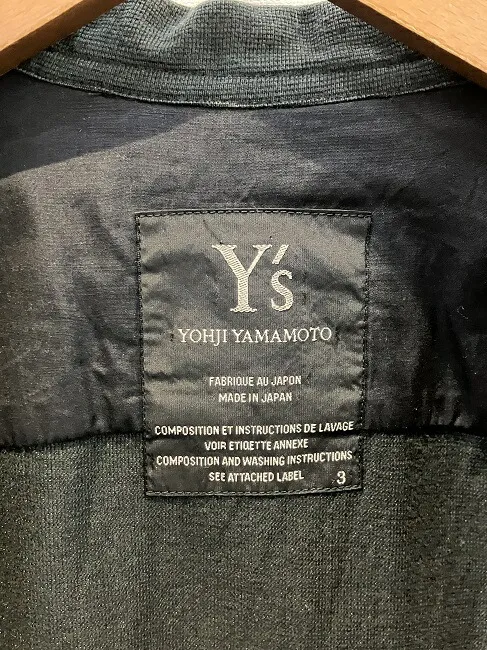 Y's
YOHJI YAMAMOTO
FABRIQUE AU JAPON
MADE IN JAPAN
COMPOSITION ET INSTRUCTIONS DE LAVAGE
VOIR ETIQETTE ANNEXE
COMPOSITION AND WASHING INSTRUCTIONS
SEE ATTACHED LABEL 3